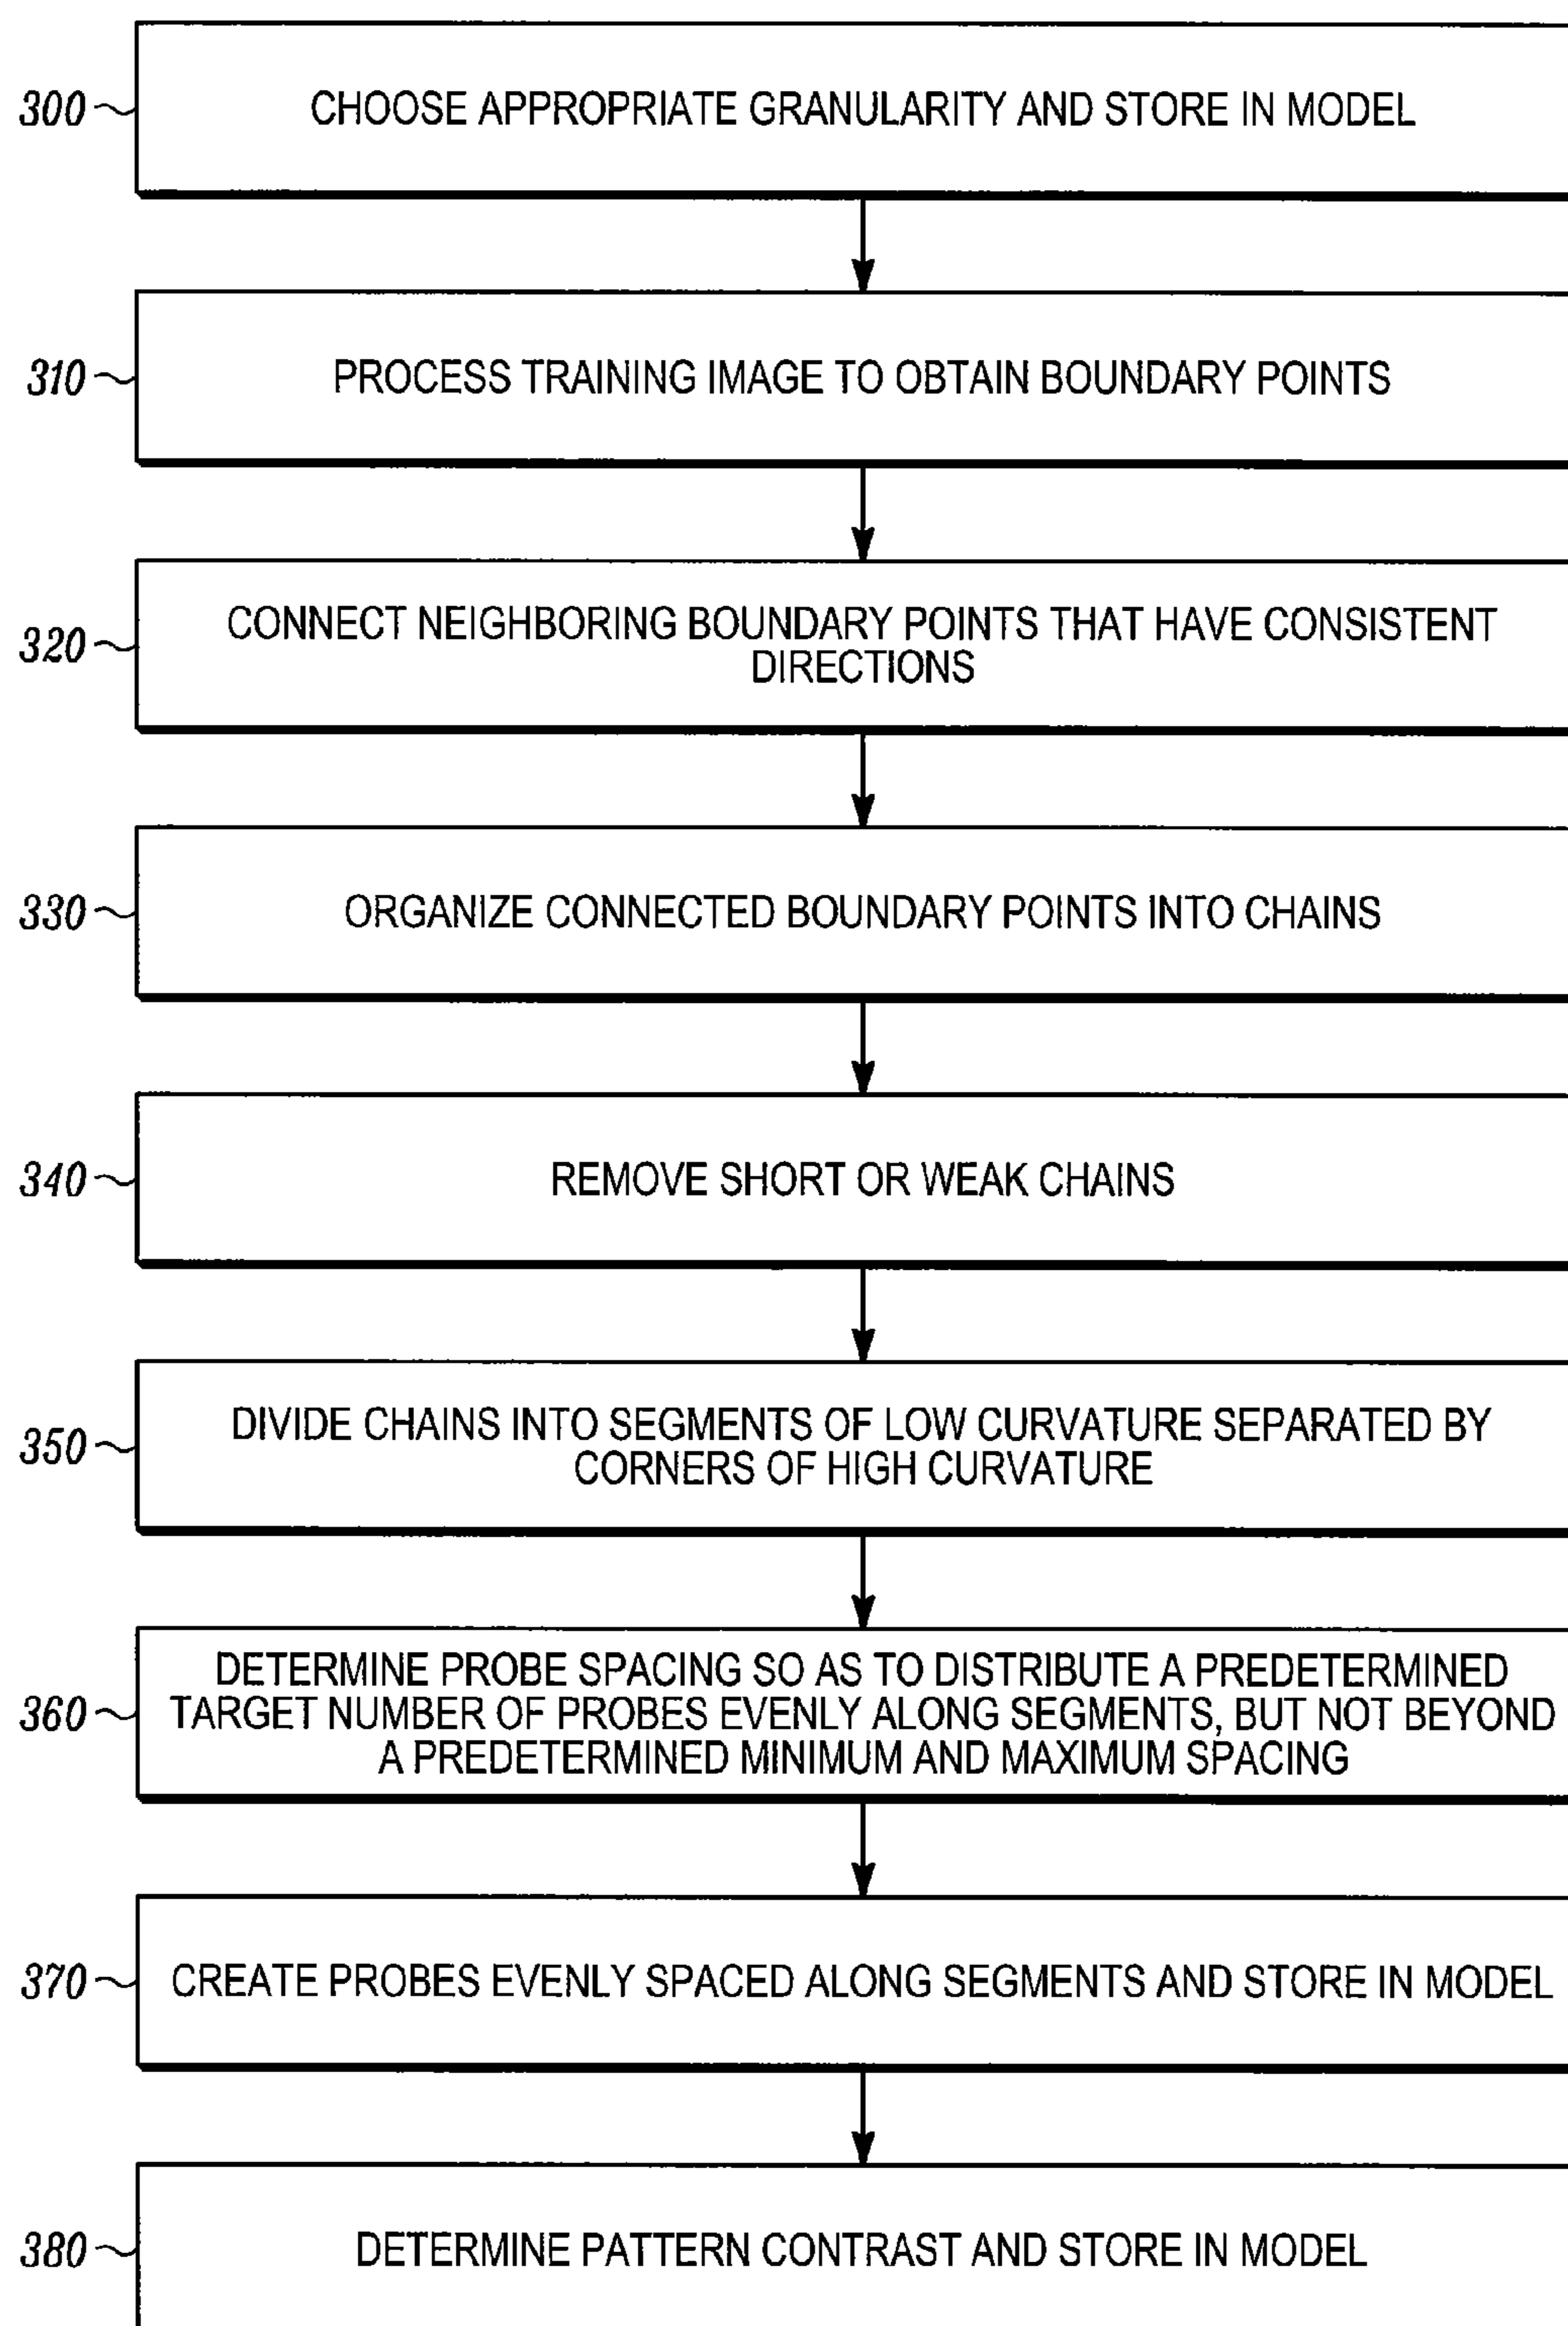 300
CHOOSE APPROPRIATE GRANULARITY AND STORE IN MODEL
310
PROCESS TRAINING IMAGE TO OBTAIN BOUNDARY POINTS
320
CONNECT NEIGHBORING BOUNDARY POINTS THAT HAVE CONSISTENT
DIRECTIONS
330
ORGANIZE CONNECTED BOUNDARY POINTS INTO CHAINS
340
REMOVE SHORT OR WEAK CHAINS
350
DIVIDE CHAINS INTO SEGMENTS OF LOW CURVATURE SEPARATED BY
CORNERS OF HIGH CURVATURE
360
DETERMINE PROBE SPACING SO AS TO DISTRIBUTE A PREDETERMINED
TARGET NUMBER OF PROBES EVENLY ALONG SEGMENTS, BUT NOT BEYOND
A PREDETERMINED MINIMUM AND MAXIMUM SPACING
370
CREATE PROBES EVENLY SPACED ALONG SEGMENTS AND STORE IN MODEL
380
DETERMINE PATTERN CONTRAST AND STORE IN MODEL